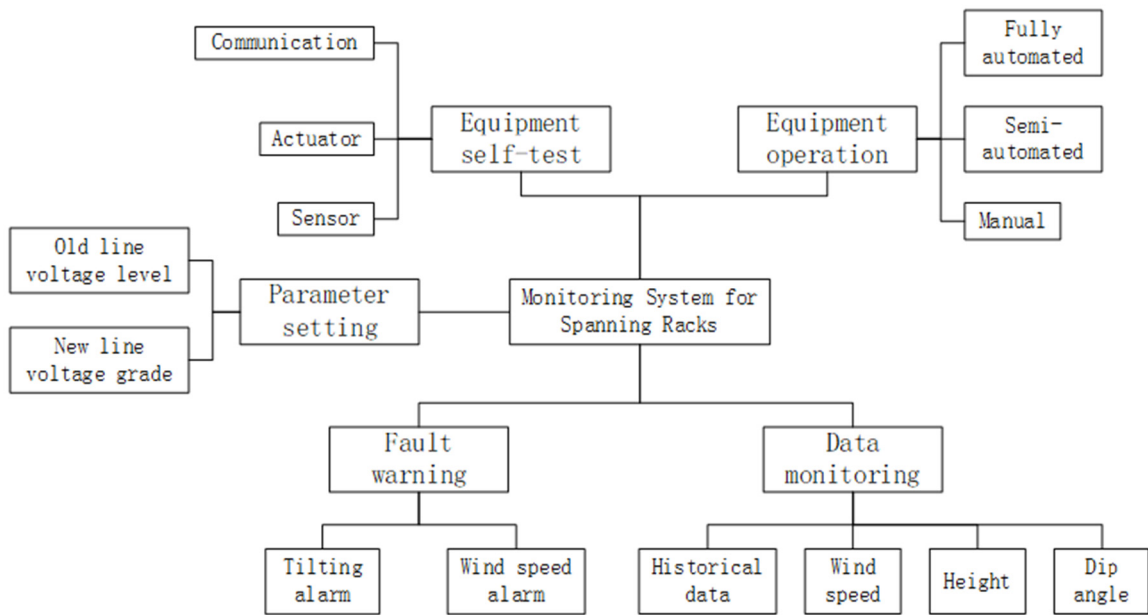 Communication
Actuator
Sensor
Equipment
self-test
Equipment
operation
Fully
automated
Semi-
automated
Manual
Old line
voltage level
New line
voltage grade
Parameter
setting
Monitoring System for
Spanning Racks
Fault
warning
Data
monitoring
Tilting
alarm
Wind speed
alarm
Historical
data
Wind
speed
Height
Dip
angle